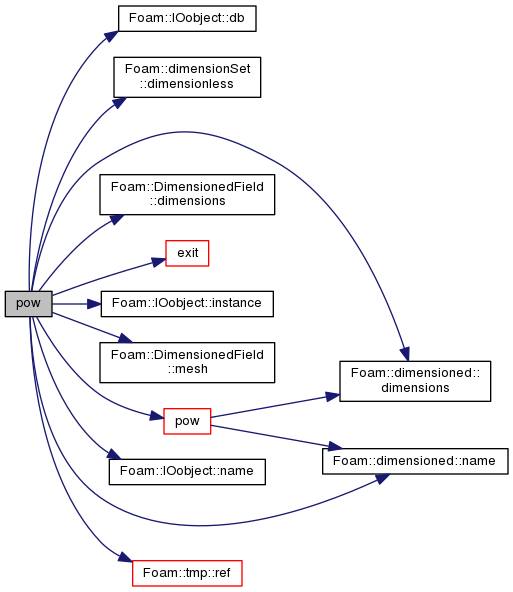 Foam::IOobject::db
Foam::dimensionSet
::dimensionless
Foam::DimensionedField
::dimensions
exit
pow
Foam::IOobject::instance
Foam::DimensionedField
::mesh
Foam::dimensioned::
dimensions
pow
Foam::dimensioned::name
Foam::IOobject::name
Foam::tmp::ref